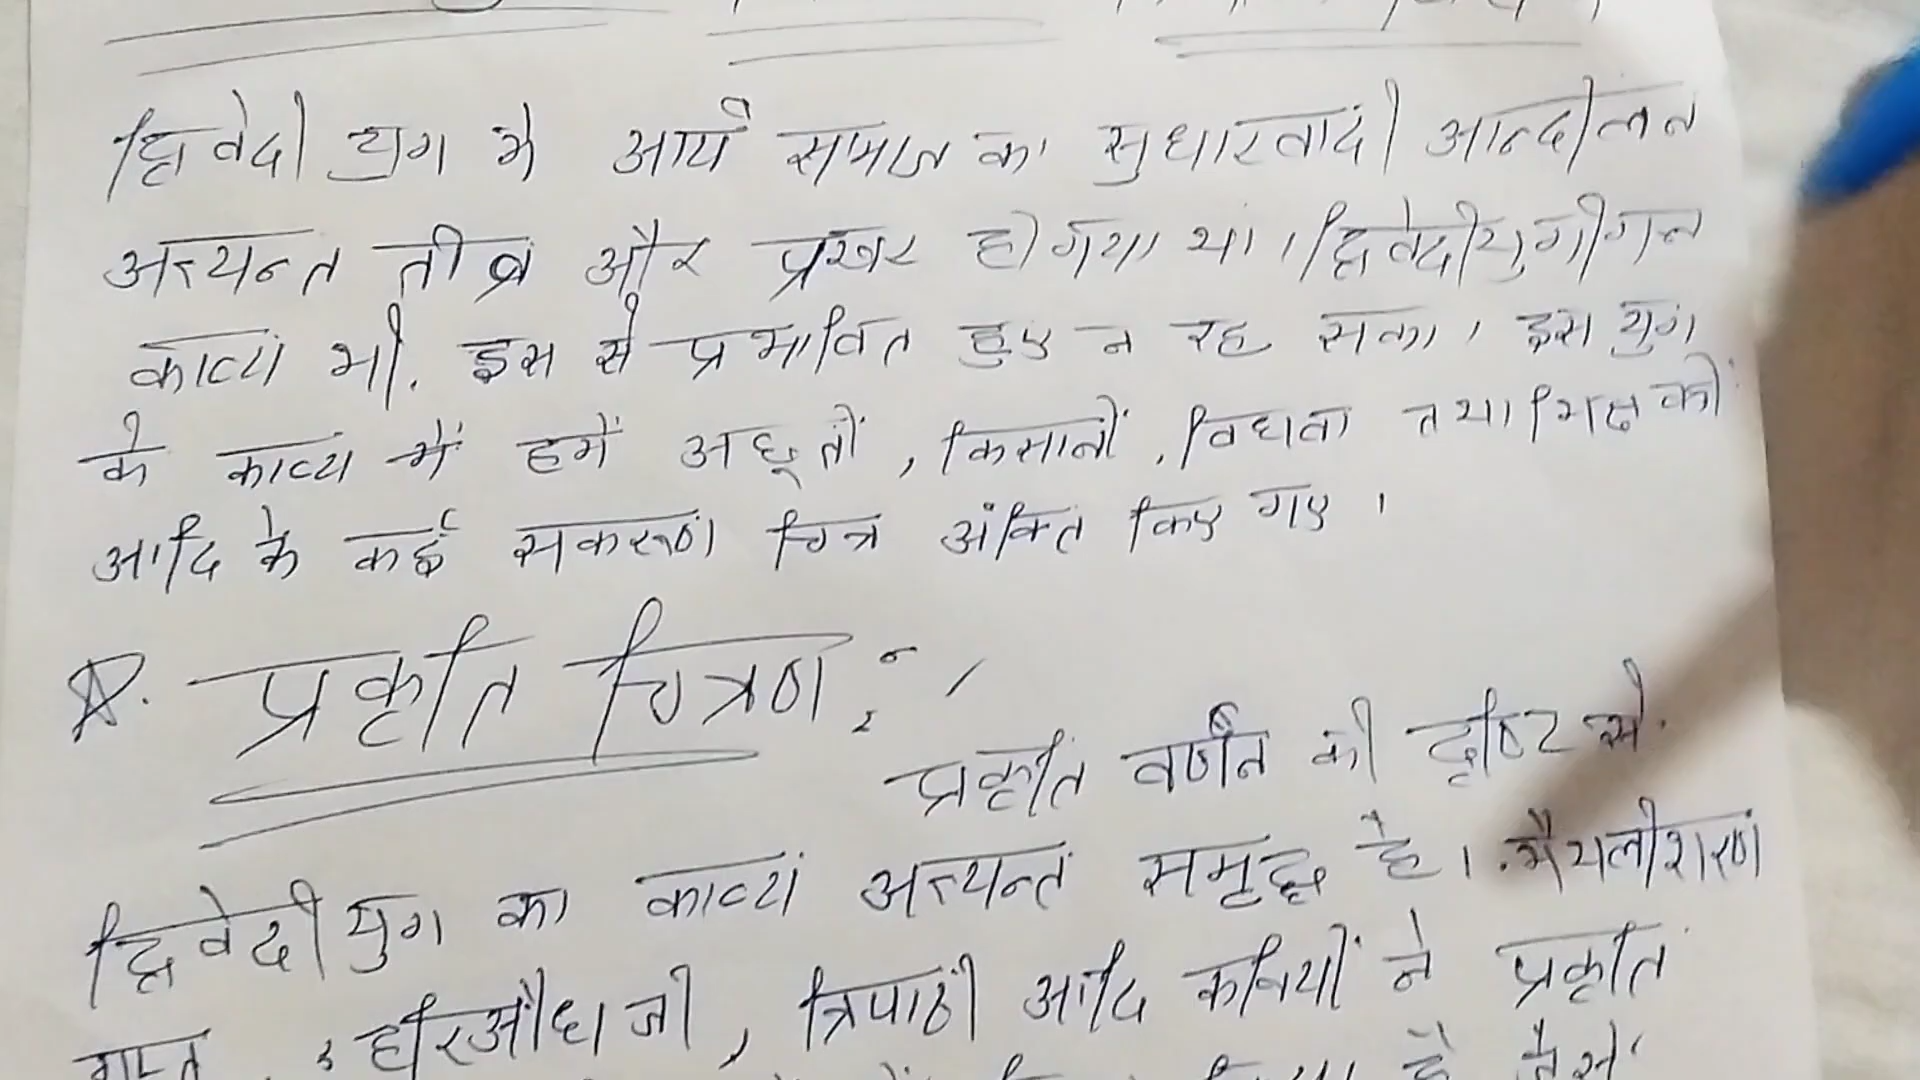 द्विवेदी युग मे आर्य समाज का सुधारवादी आन्दोलन
अत्यन्त तीव्र और प्रखर हो गया था। द्विवेदीयुगीगन
काव्य भी. इस से प्रभावित हुए न रह सका। इस युग
के काव्य में हमें अछूतों, किसानों, विधवा तथा भिक्षकों
आदि के कई सकरूण चित्र अंकित किए गए।
प्रकृति चित्रण :-
प्रकृति वर्णन की दृष्टि से
द्विवेदी युग का काव्य अत्यन्त समृद्ध है। मैथलीशरण
गुप्त, हरिऔध जी, त्रिपाठी आदि कवियों ने प्रकृति
है जैसे